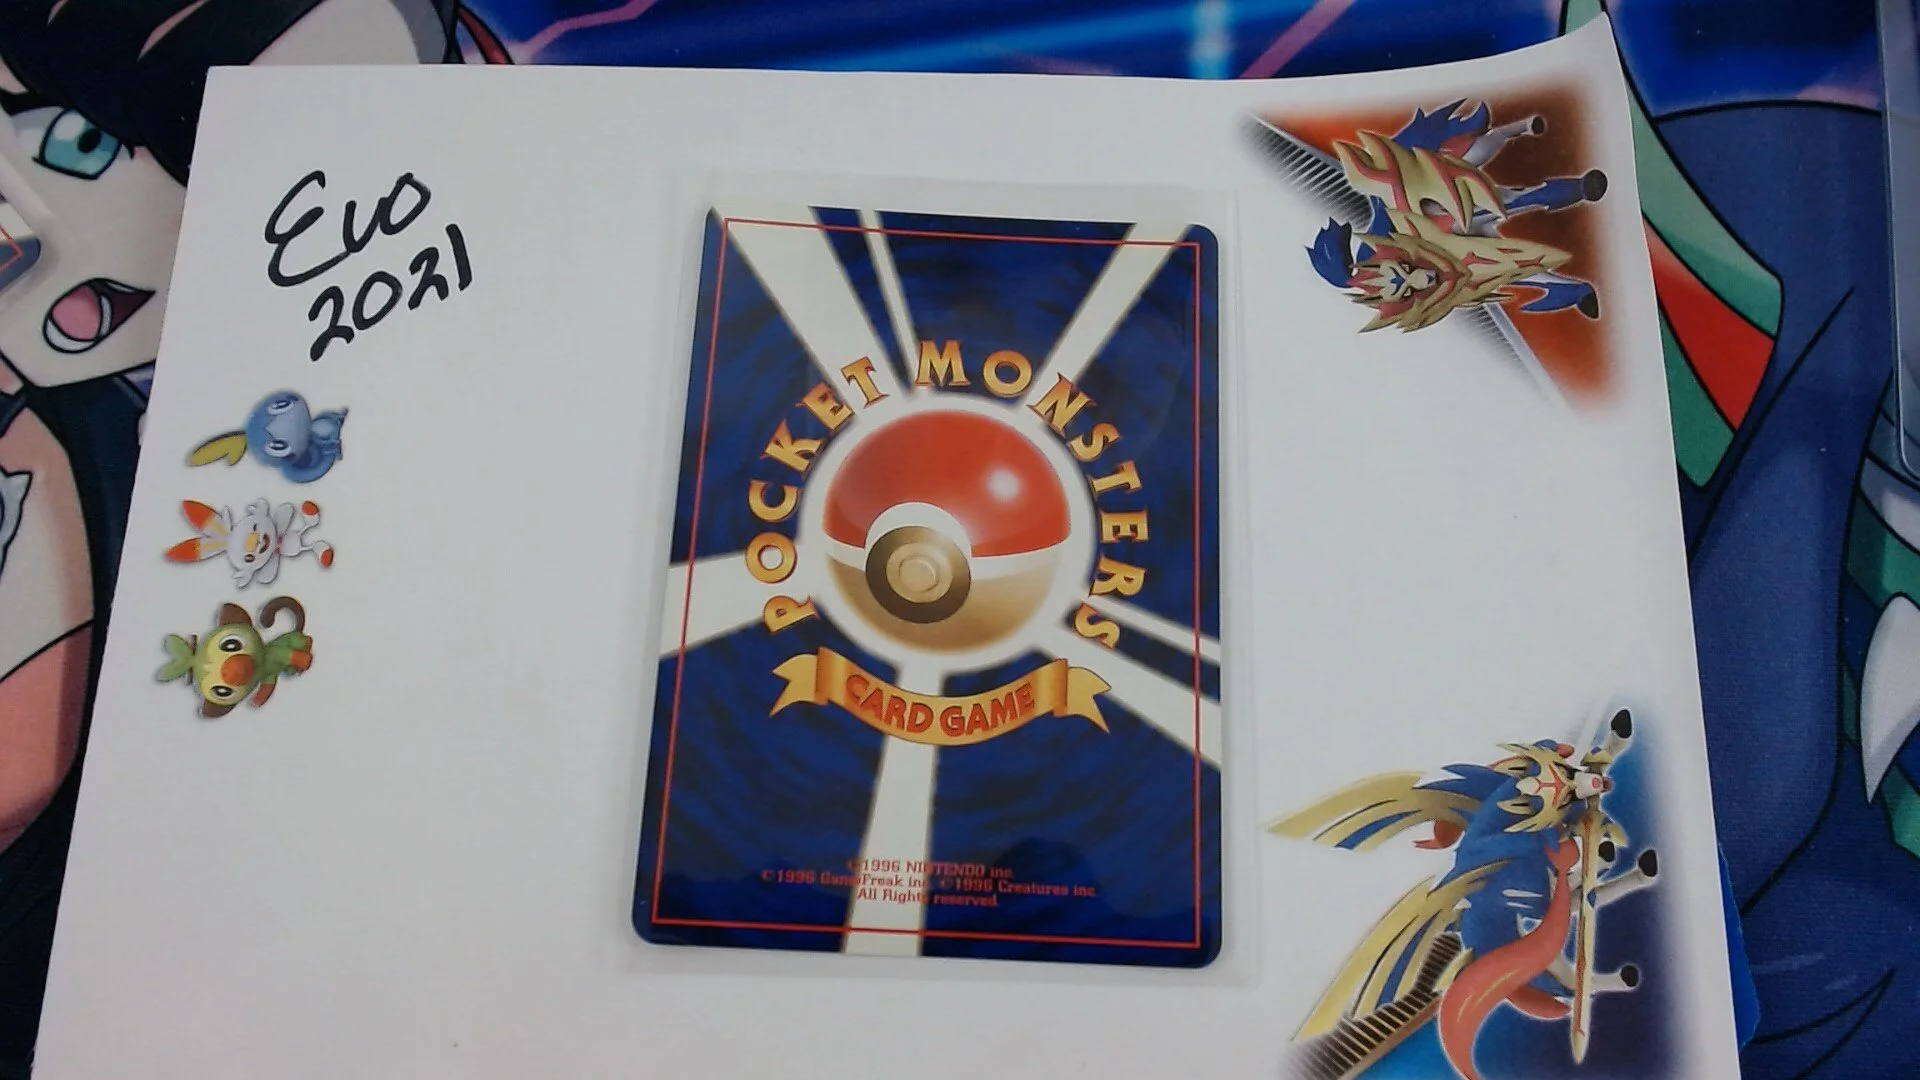 Evo
2021
POCKET MONSTERS
CARD GAME
©1996 NINTENDO inc.
©1996 GameFreak inc. ©1996 Creatures inc.
All Rights reserved.